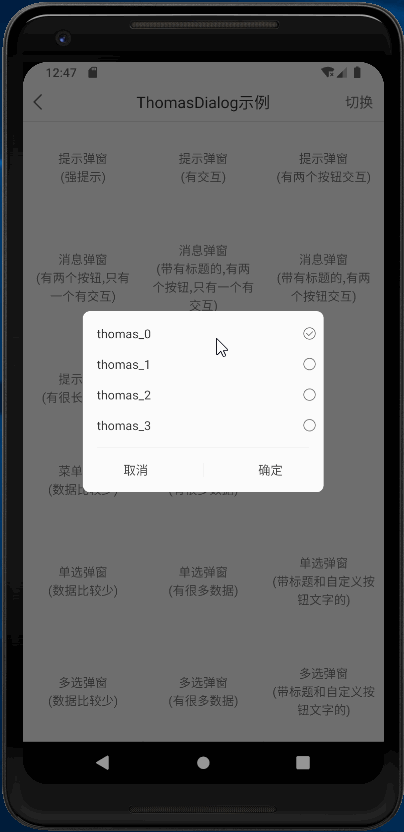 12:47
ThomasDialog示例
切换
提示弹窗
(强提示)
提示弹窗
(有交互)
提示弹窗
(有两个按钮交互)
消息弹窗
(有两个按钮,只有
一个有交互)
消息弹窗
(带有标题的,有两
个按钮,只有一个有
交互)
消息弹窗
(带有标题的,有两
个按钮交互)
提示
(有很长
thomas_0
thomas_1
thomas_2
thomas_3
取消
确定
菜单
(数据比较少)
(有很多数据)
单选弹窗
(数据比较少)
单选弹窗
(有很多数据)
单选弹窗
(带标题和自定义按
钮文字的)
多选弹窗
(数据比较少)
多选弹窗
(有很多数据)
多选弹窗
(带标题和自定义按
钮文字的)